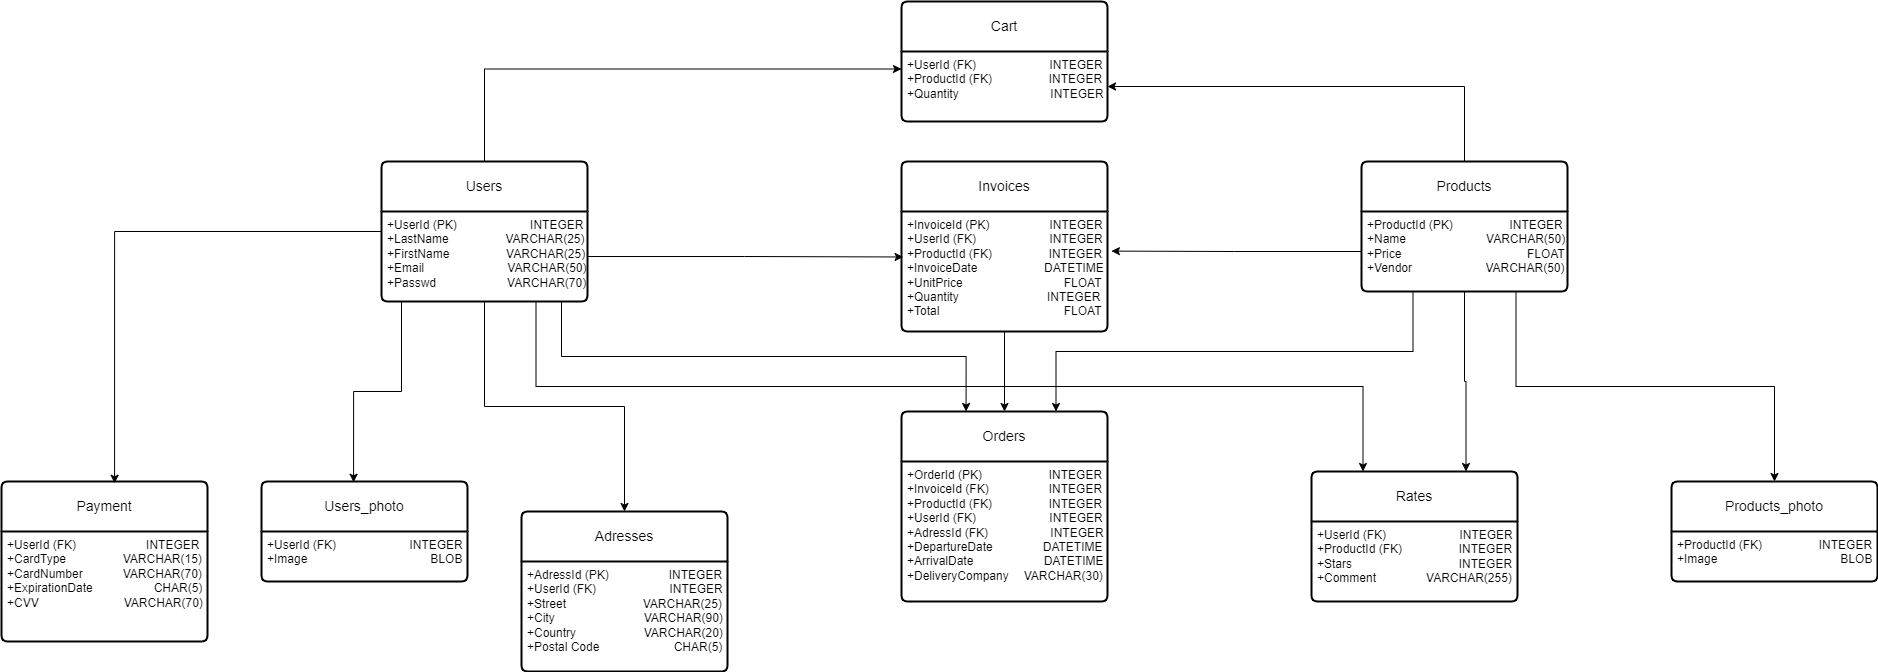 Cart
+UserId (FK) INTEGER
+ProductId (FK) INTEGER
+Quantity INTEGER
Users
+UserId (PK) INTEGER
+LastName VARCHAR(25)
+FirstName VARCHAR(25)
+Email VARCHAR(50)
+Passwd VARCHAR(70)
Invoices
+InvoiceId (PK) INTEGER
+UserId (FK) INTEGER
+ProductId (FK) INTEGER
+InvoiceDate DATETIME
+UnitPrice FLOAT
+Quantity INTEGER
+Total FLOAT
Products
+ProductId (PK) INTEGER
+Name VARCHAR(50)
+Price FLOAT
+Vendor VARCHAR(50)
Payment
+UserId (FK) INTEGER
+CardType VARCHAR(15)
+CardNumber VARCHAR(70)
+ExpirationDate CHAR(5)
+CVV VARCHAR(70)
Users_photo
+UserId (FK) INTEGER
+Image BLOB
Adresses
+AdressId (PK) INTEGER
+UserId (FK) INTEGER
+Street VARCHAR(25)
+City VARCHAR(90)
+Country VARCHAR(20)
+Postal Code CHAR(5)
Orders
+OrderId (PK) INTEGER
+InvoiceId (FK) INTEGER
+ProductId (FK) INTEGER
+UserId (FK) INTEGER
+AdressId (FK) INTEGER
+DepartureDate DATETIME
+ArrivalDate DATETIME
+DeliveryCompany VARCHAR(30)
Rates
+UserId (FK) INTEGER
+ProductId (FK) INTEGER
+Stars INTEGER
+Comment VARCHAR(255)
Products_photo
+ProductId (FK) INTEGER
+Image BLOB